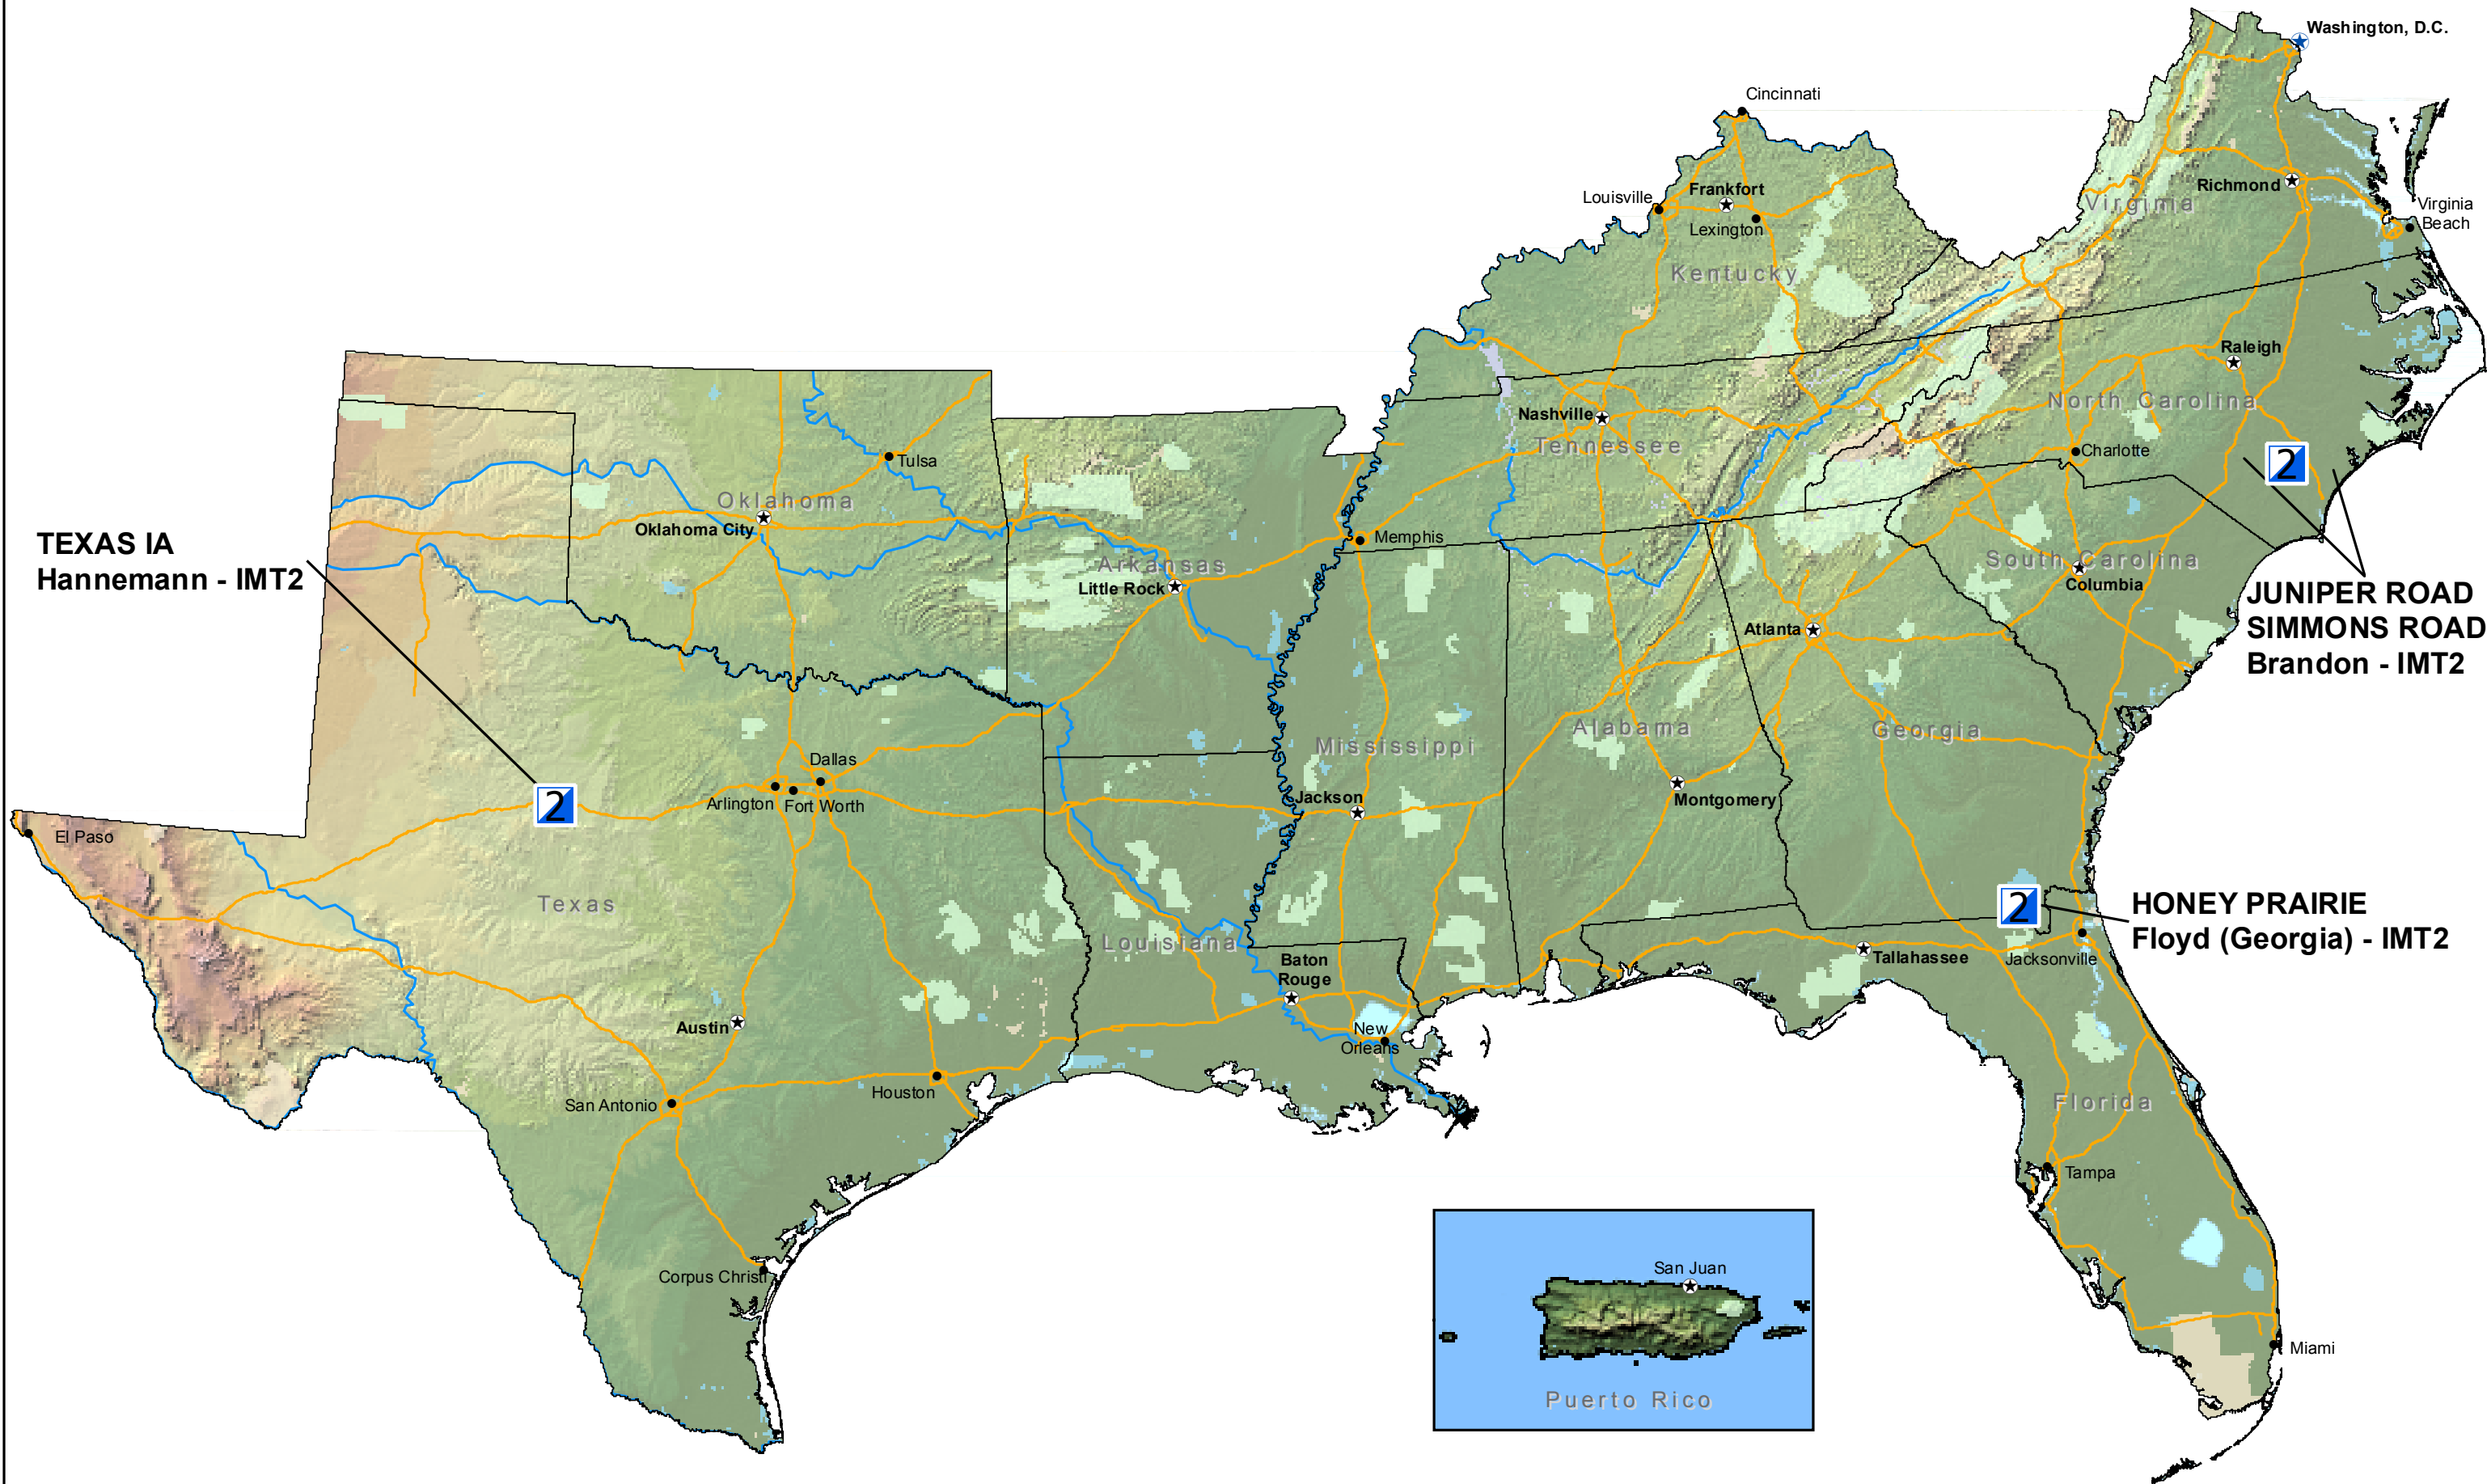 Washington, D.C.
Cincinnati
Louisville
Frankfort
Lexington
Kentucky
Richmond
Virginia
Virginia
Beach
Raleigh
North Carolina
Charlotte
Nashville
Tennessee
Tulsa
Oklahoma
Oklahoma City
Memphis
Arkansas
Little Rock
South Carolina
Columbia
Atlanta
2
TEXAS IA
Hannemann - IMT2
JUNIPER ROAD
SIMMONS ROAD
Brandon - IMT2
Alabama
Georgia
Mississippi
Dallas
Arlington
Fort Worth
2
Jackson
Montgomery
El Paso
Texas
2
HONEY PRAIRIE
Floyd (Georgia) - IMT2
Louisiana
Baton
Rouge
Tallahassee
Jacksonville
Austin
New
Orleans
Houston
San Antonio
Florida
Tampa
Corpus Christi
San Juan
Puerto Rico
Miami